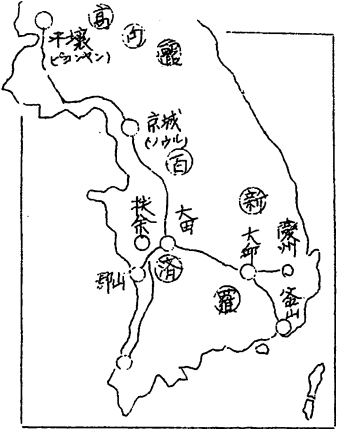 高句麗
平壌
(ピョンヤン)
京城
(ソウル)
百済
新羅
扶余
大田
大邱
慶州
釜山
郡山